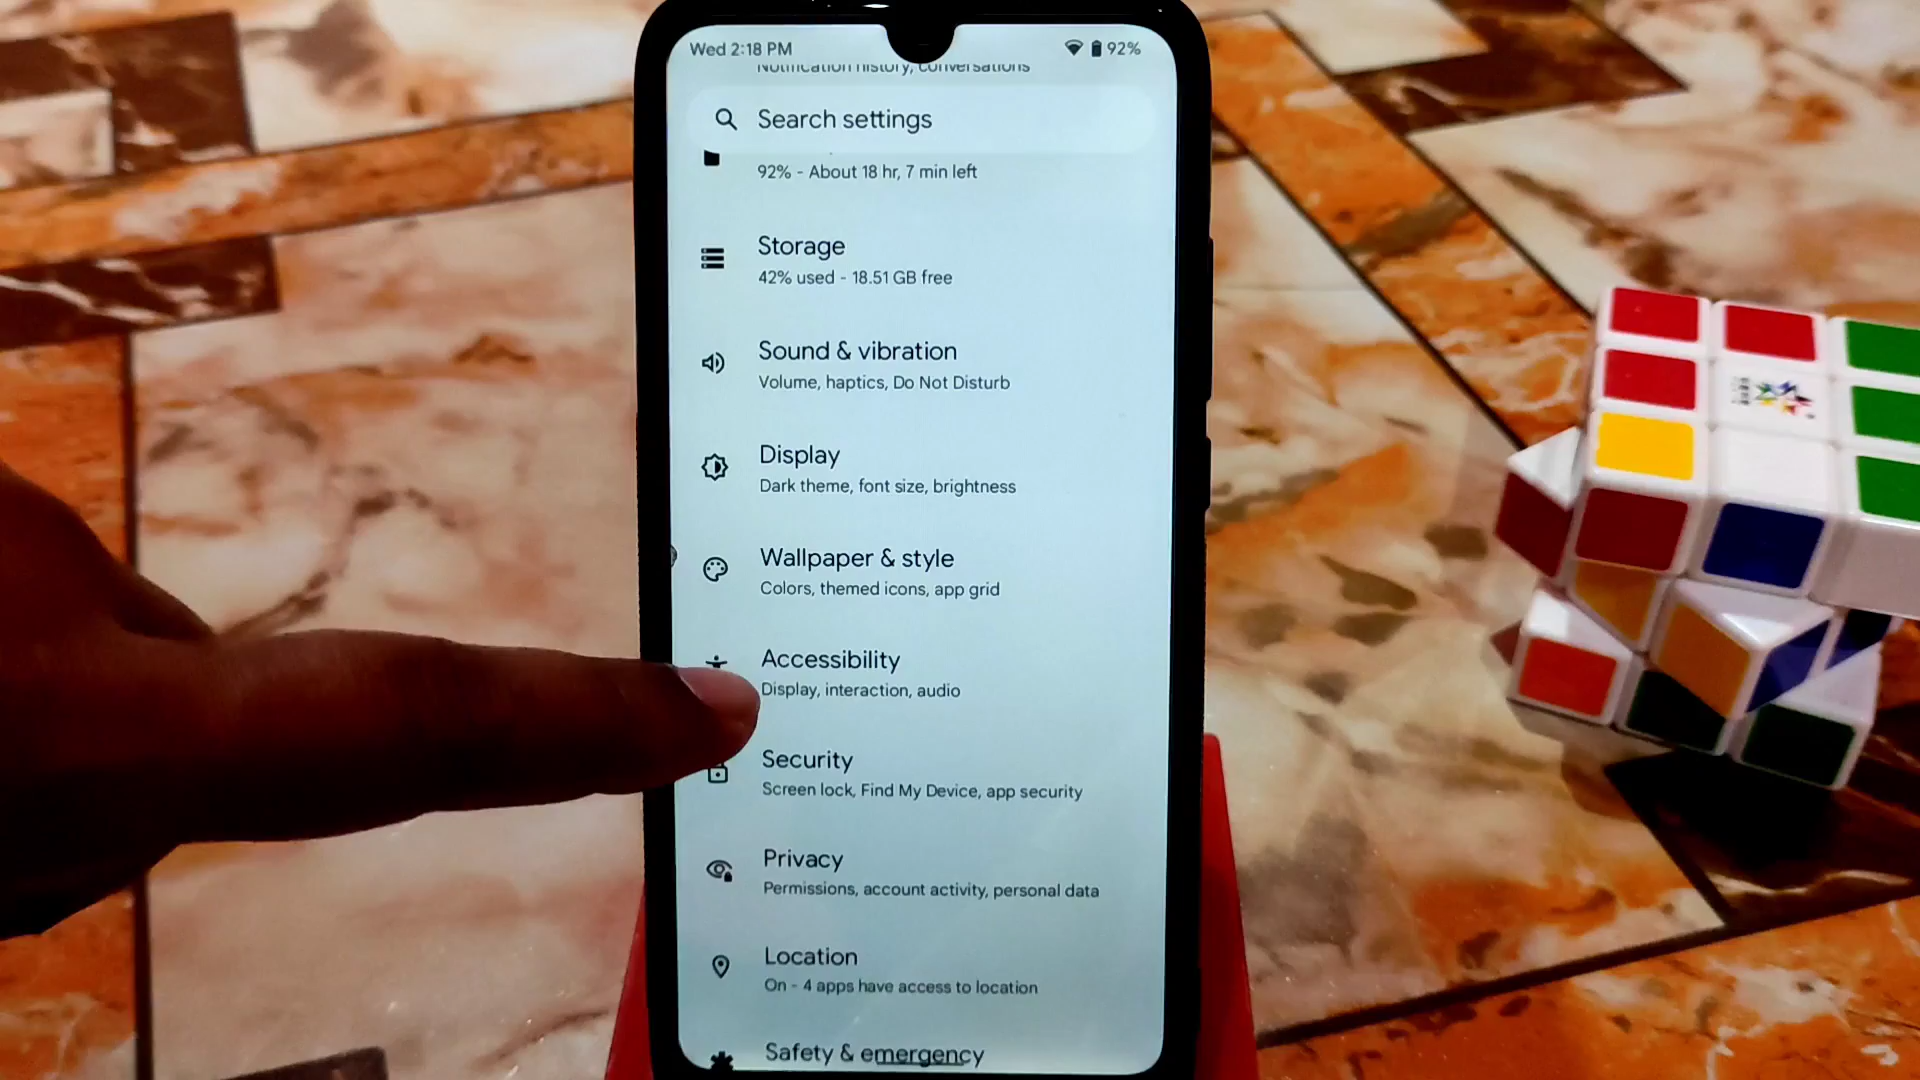 Wed 2:18 PM
92%
Notification history, conversations
Search settings
92% - About 18 hr, 7 min left
Storage
42% used - 18.51 GB free
Sound & vibration
Volume, haptics, Do Not Disturb
Display
Dark theme, font size, brightness
Wallpaper & style
Colors, themed icons, app grid
Accessibility
Display, interaction, audio
Security
Screen lock, Find My Device, app security
Privacy
Permissions, account activity, personal data
Location
On - 4 apps have access to location
Safety & emergency